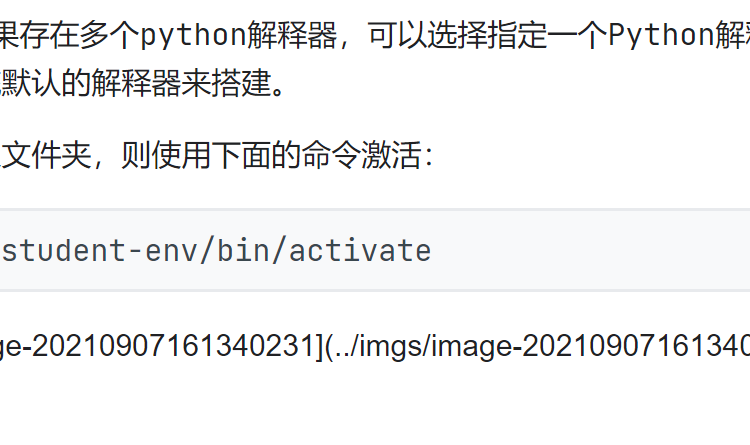 果存在多个python解释器，可以选择指定一个Python解释
默认的解释器来搭建。
文件夹，则使用下面的命令激活：
student-env/bin/activate
ge-20210907161340231](../imgs/image-20210907161340